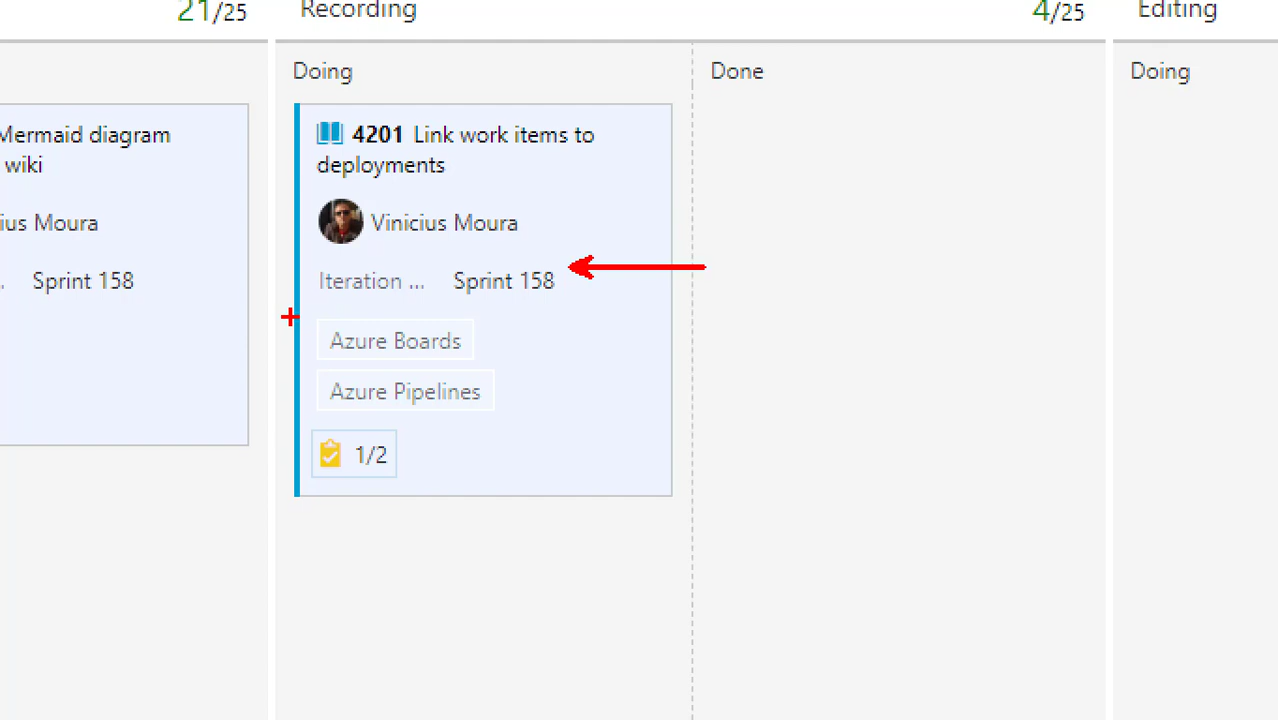 21/25
Recording
4/25
Editing
Doing
Done
Doing
Mermaid diagram
wiki
ius Moura
. Sprint 158
4201 Link work items to
deployments
Vinicius Moura
Iteration ... Sprint 158
Azure Boards
Azure Pipelines
1/2